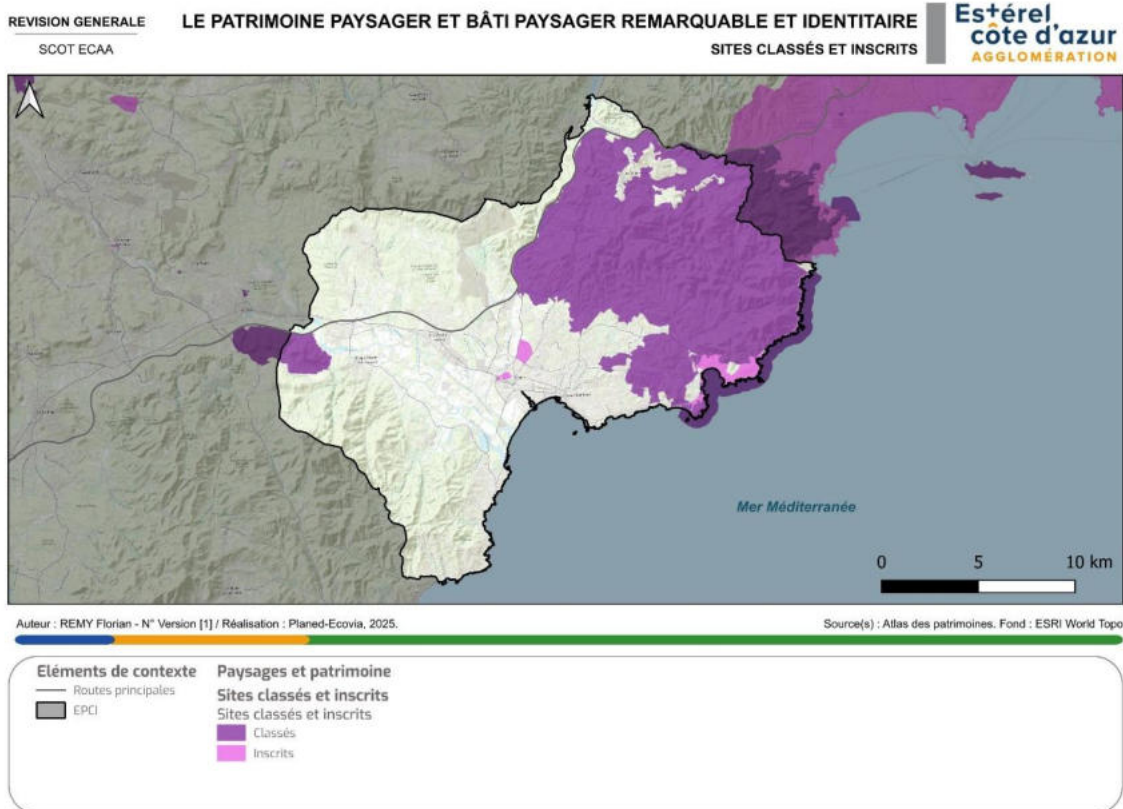 REVISION GENERALE
SCOT ECAA
LE PATRIMOINE PAYSAGER ET BÂTI PAYSAGER REMARQUABLE ET IDENTITAIRE
SITES CLASSÉS ET INSCRITS
Estérel
côte d'azur
AGGLOMÉRATION
Mer Méditerranée
0 5 10 km
Auteur : REMY Florian - N° Version [1] / Réalisation : Planed-Ecovia, 2025.
Source(s) : Atlas des patrimoines. Fond : ESRI World Topo
Eléments de contexte
Routes principales
EPCI
Paysages et patrimoine
Sites classés et inscrits
Sites classés et inscrits
Classés
Inscrits